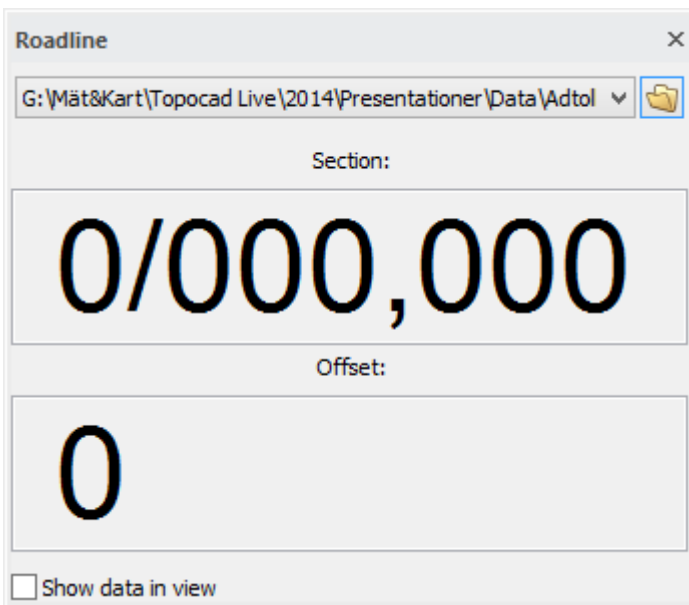 Roadline
G:\Mät&Kart\Topocad Live\2014\Presentationer\Data\Adtol
Section:
0/000,000
Offset:
0
Show data in view